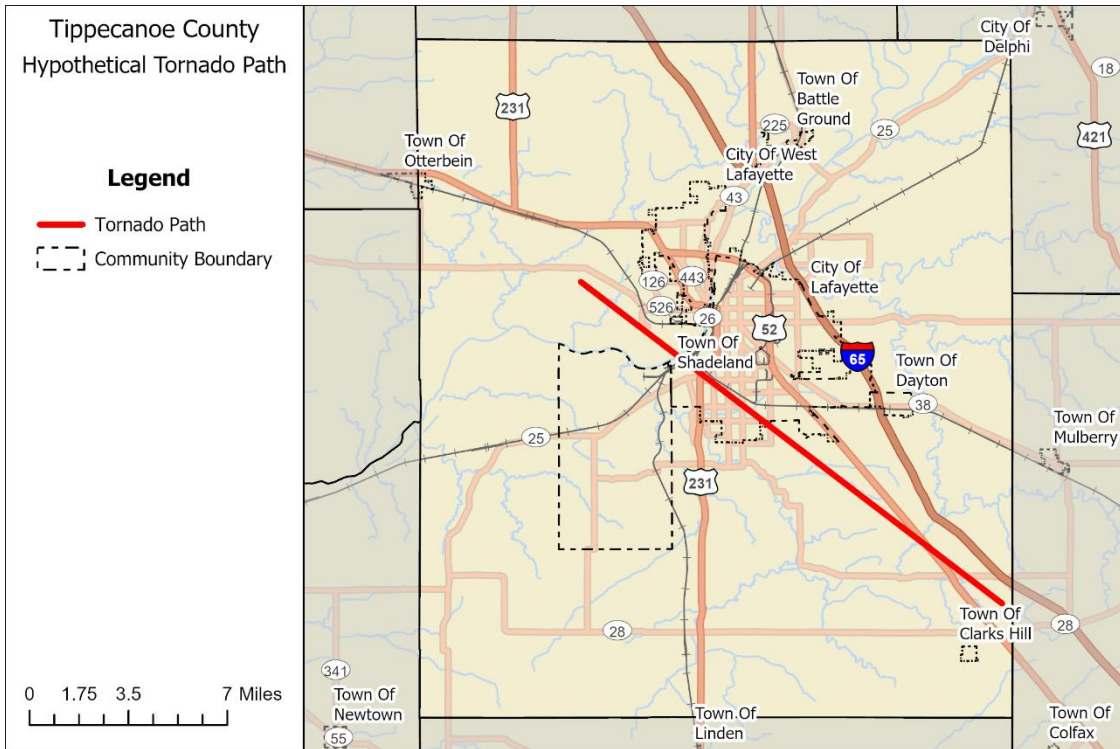 Tippecanoe County
Hypothetical Tornado Path
Legend
Tornado Path
Community Boundary
0 1.75 3.5 7 Miles
City Of
Delphi
18
421
Town Of
Battle
Ground
231
225
25
Town Of
Otterbein
City Of West
Lafayette
43
126
443
City Of
Lafayette
526
26
52
Town Of
Shadeland
65
Town Of
Dayton
38
Town Of
Mulberry
25
231
Town Of
Clarks Hill
28
28
341
Town Of
Newtown
55
Town Of
Linden
Town Of
Colfax